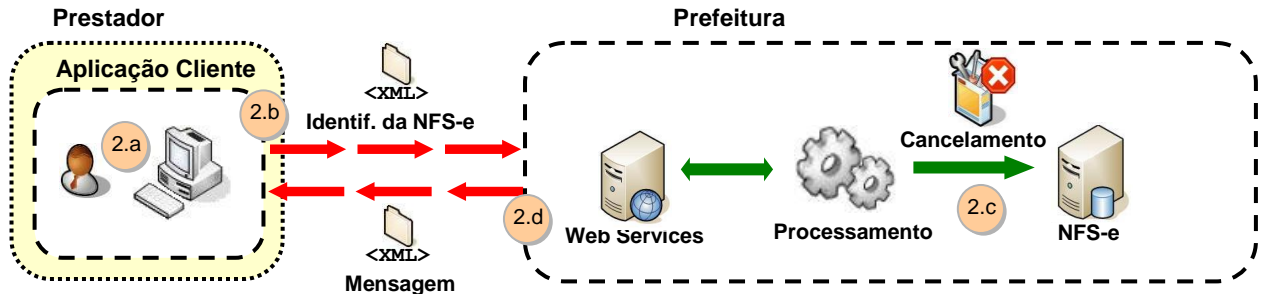 Prestador
Prefeitura
Aplicação Cliente
<XML>
2.b
Identif. da NFS-e
2.a
Cancelamento
2.c
2.d
Web Services
Processamento
NFS-e
<XML>
Mensagem